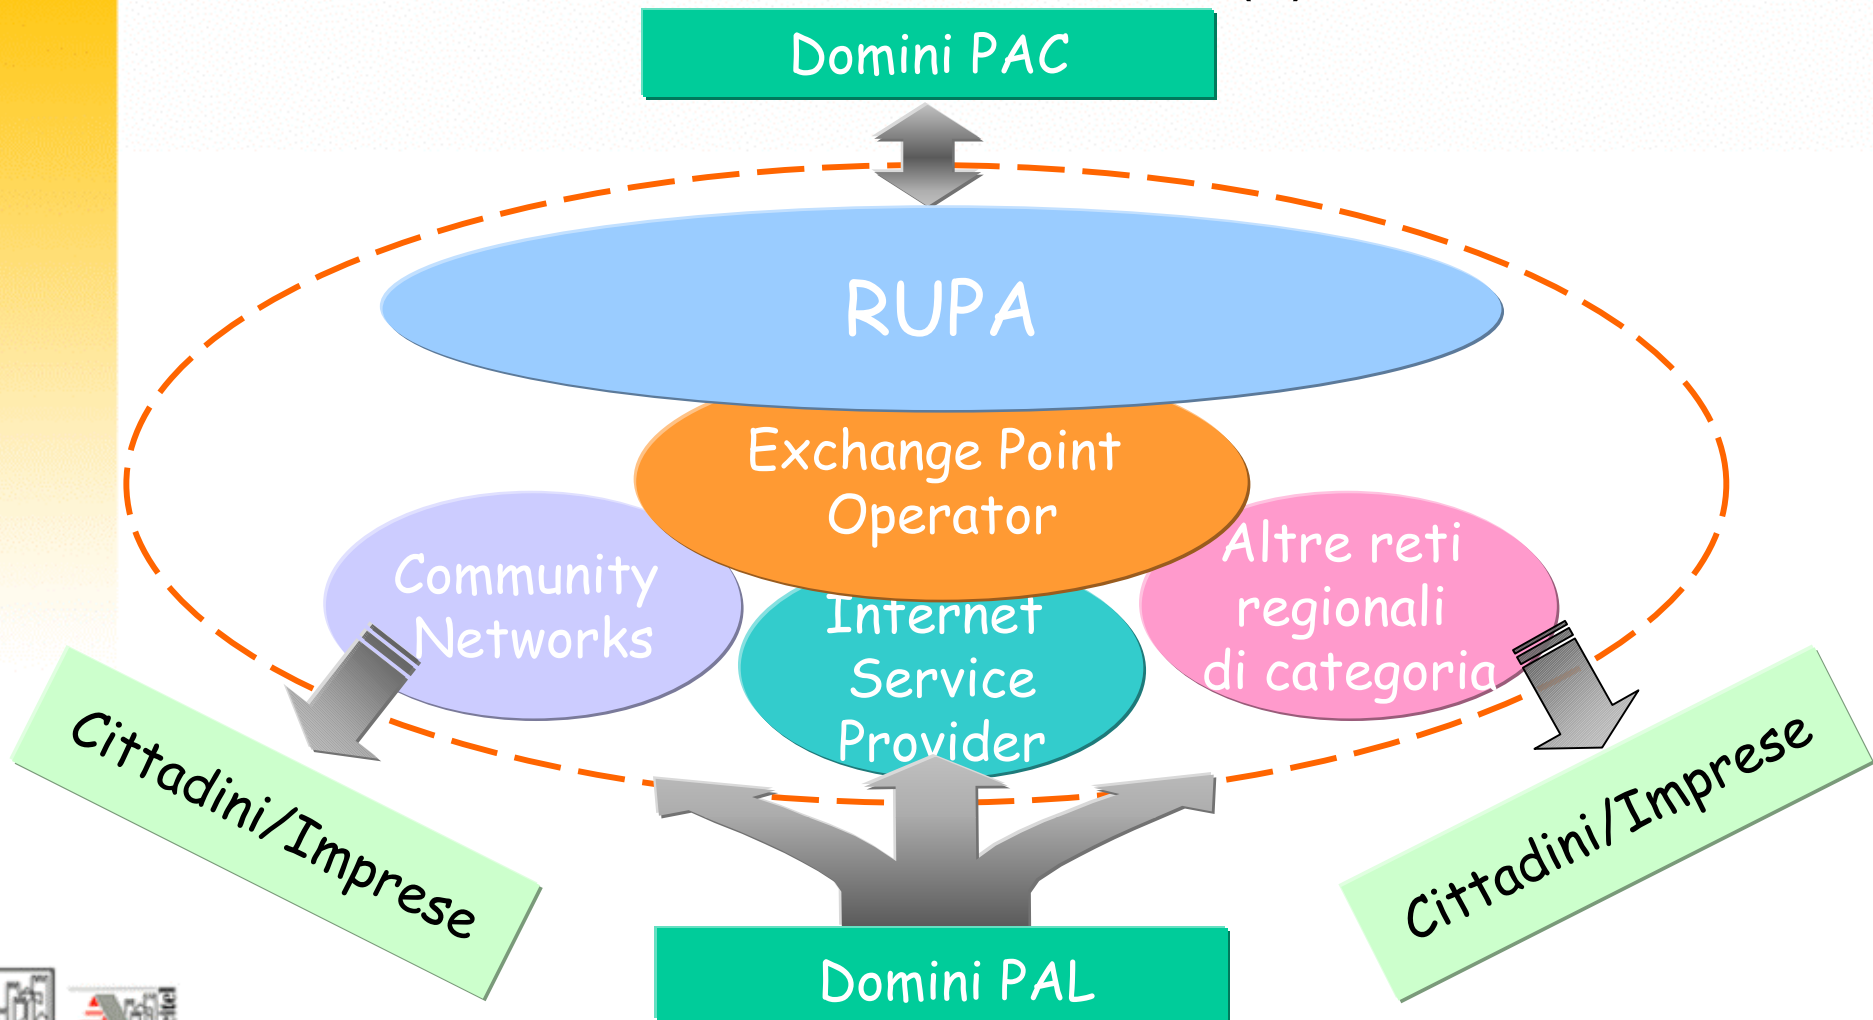 Domini PAC
RUPA
Exchange Point
Operator
Community
Networks
Internet
Service
Provider
Altre reti
regionali
di categoria
Cittadini/Imprese
Cittadini/Imprese
Domini PAL